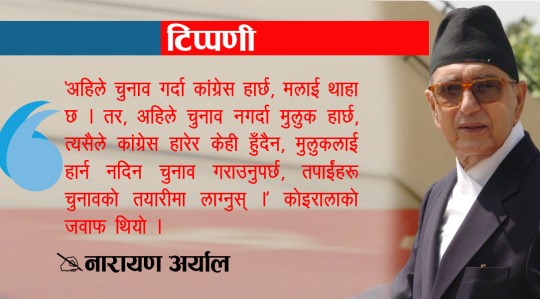 टिप्पणी
'अहिले चुनाव गर्दा कांग्रेस हार्छ, मलाई थाहा
छ । तर, अहिले चुनाव नगर्दा मुलुक हार्छ,
त्यसैले कांग्रेस हारेर केही हुँदैन, मुलुकलाई
हार्न नदिन चुनाव गराउनुपर्छ, तपाईंहरू
चुनावको तयारीमा लाग्नुस् ।' कोइरालाको
जवाफ थियो ।
नारायण अर्याल